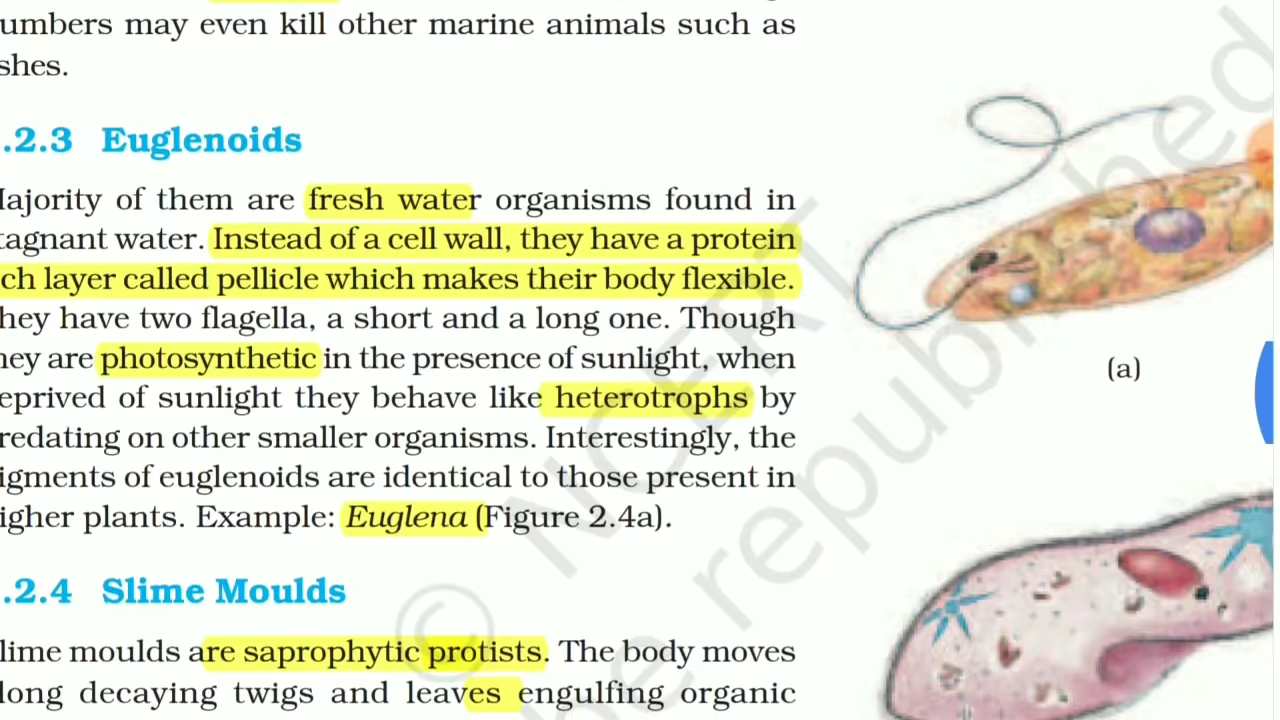 umbers may even kill other marine animals such as
shes.
.2.3 Euglenoids
ajority of them are fresh water organisms found in
tagnant water. Instead of a cell wall, they have a protein
ch layer called pellicle which makes their body flexible.
hey have two flagella, a short and a long one. Though
hey are photosynthetic in the presence of sunlight, when
eprived of sunlight they behave like heterotrophs by
redating on other smaller organisms. Interestingly, the
igments of euglenoids are identical to those present in
igher plants. Example: Euglena (Figure 2.4a).
.2.4 Slime Moulds
lime moulds are saprophytic protists. The body moves
long decaying twigs and leaves engulfing organic
(a)
© NCERT
be republished